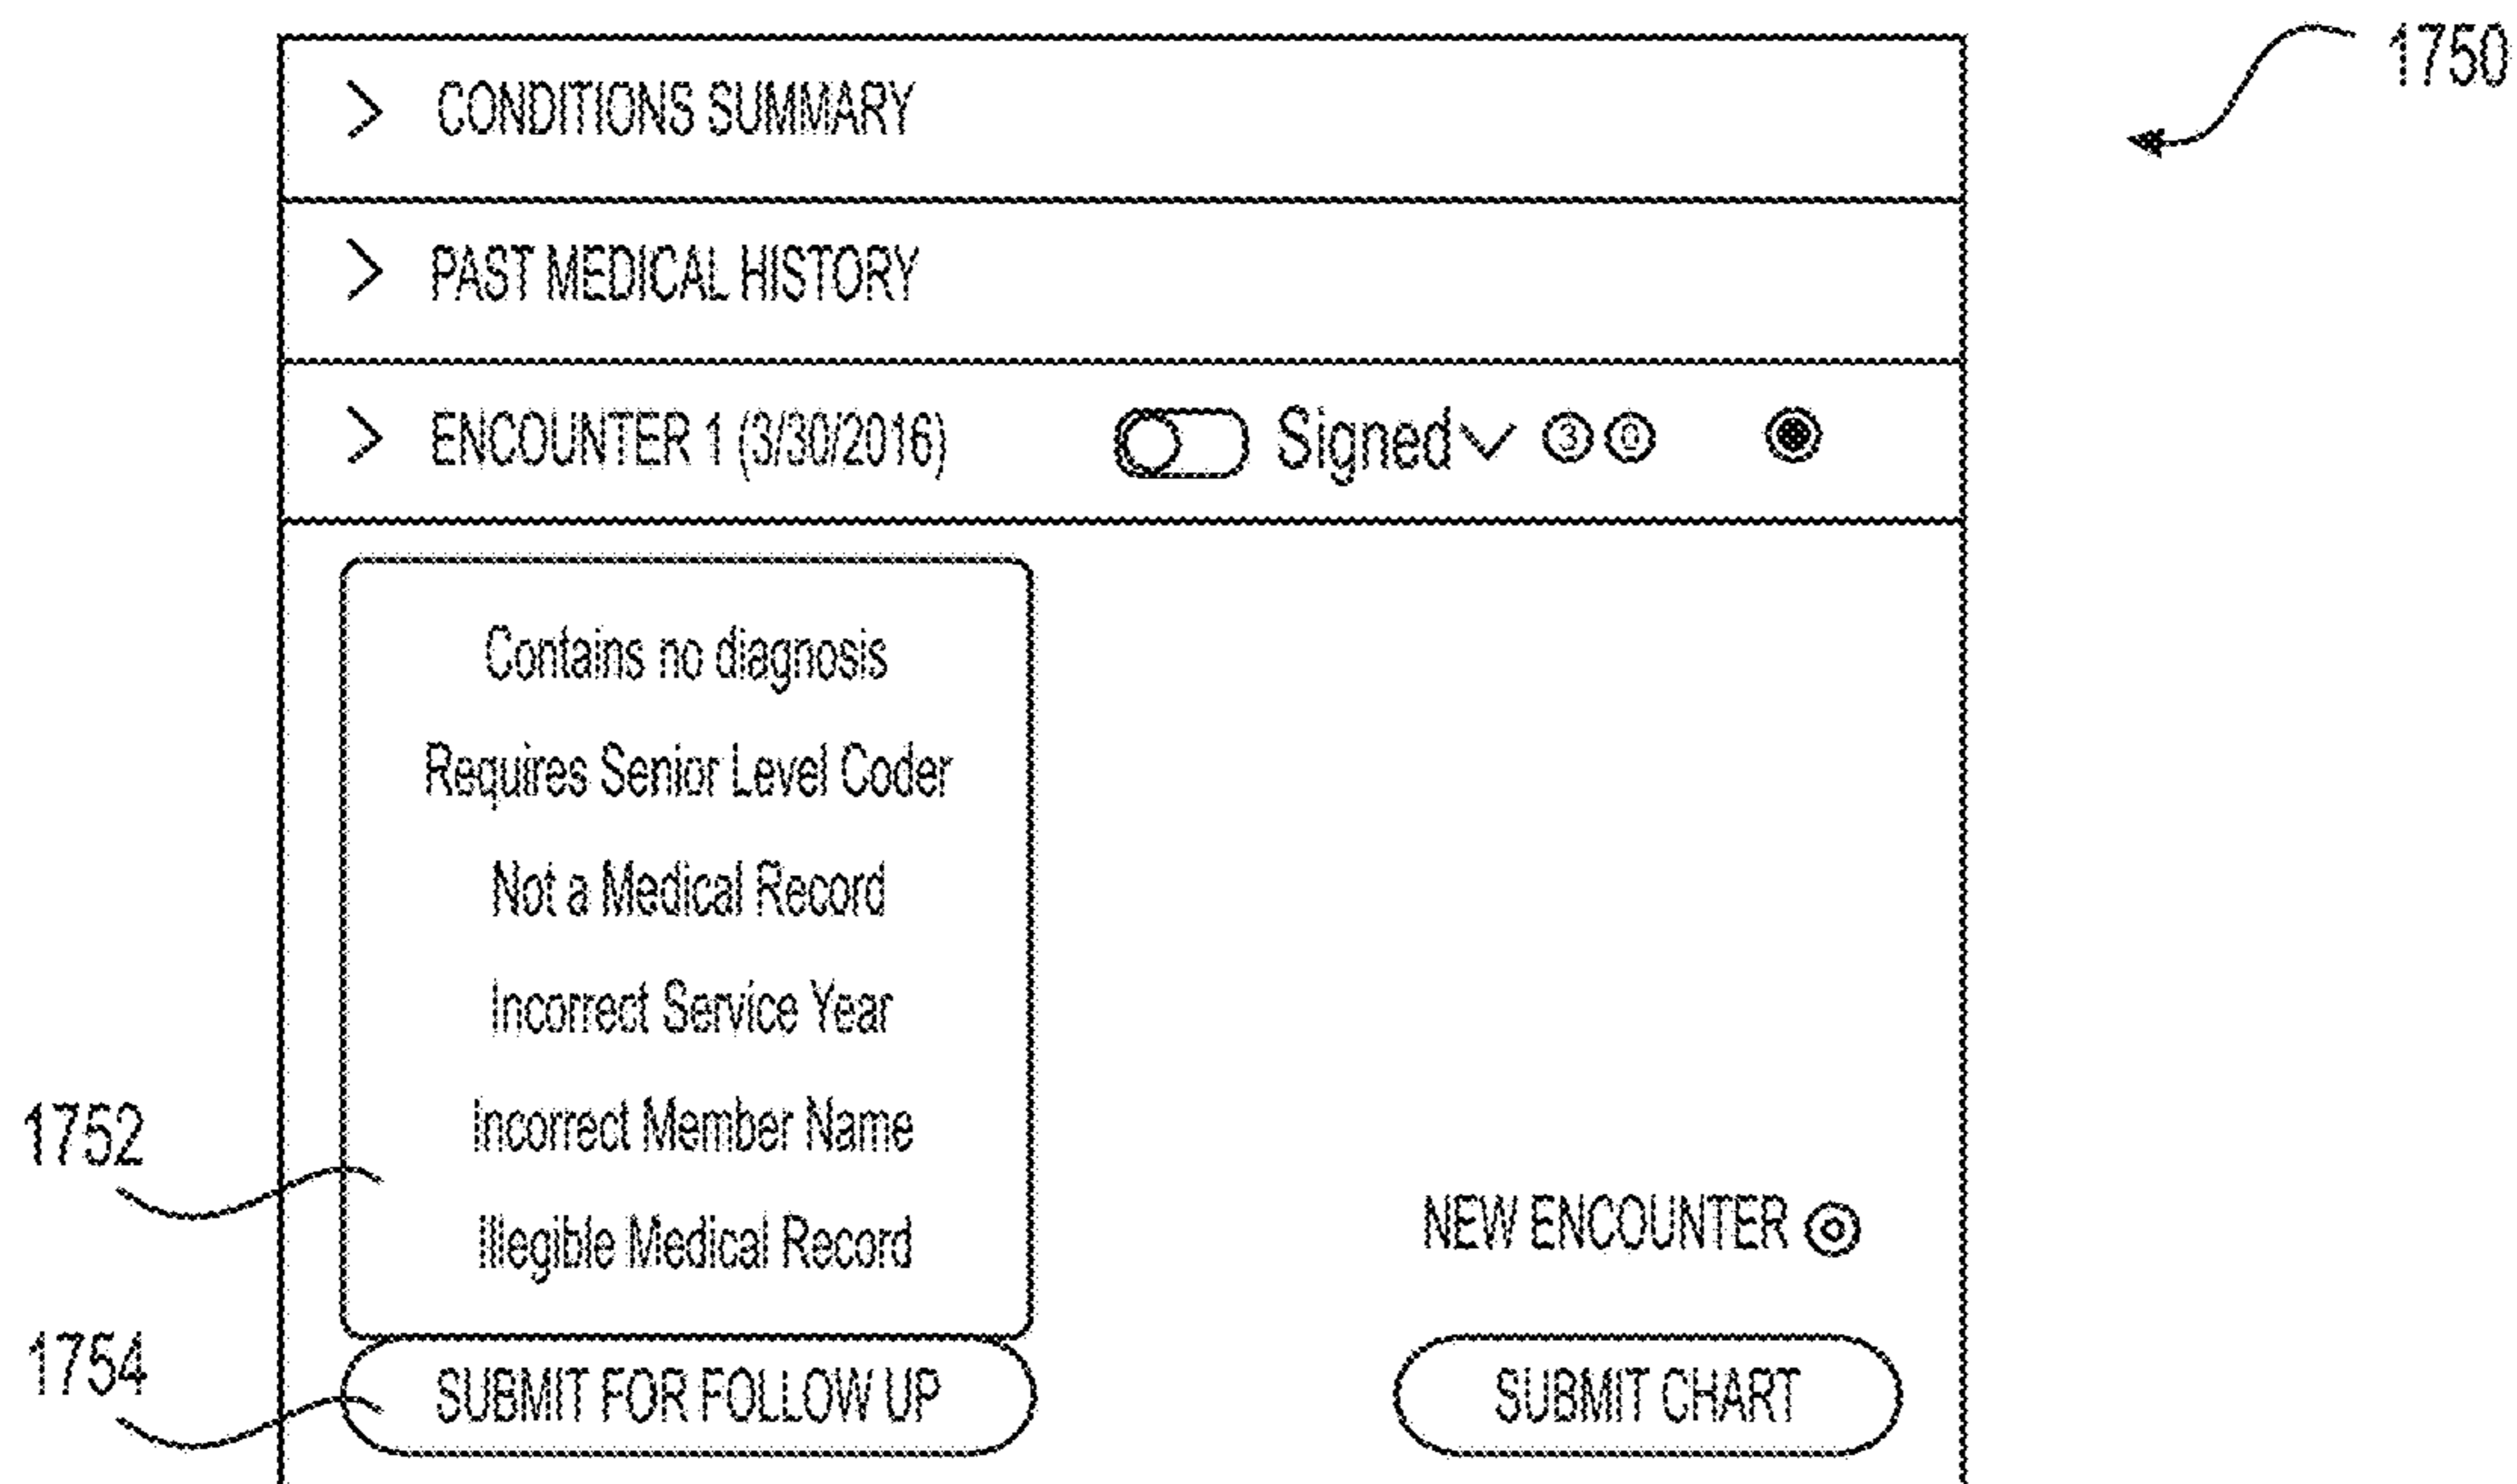 1750
CONDITIONS SUMMARY
PAST MEDICAL HISTORY
ENCOUNTER 1 (3/30/2016) Signed 3 0
Contains no diagnosis
Requires Senior Level Coder
Not a Medical Record
Incorrect Service Year
1752
Incorrect Member Name
Illegible Medical Record
NEW ENCOUNTER
1754
SUBMIT FOR FOLLOW UP
SUBMIT CHART